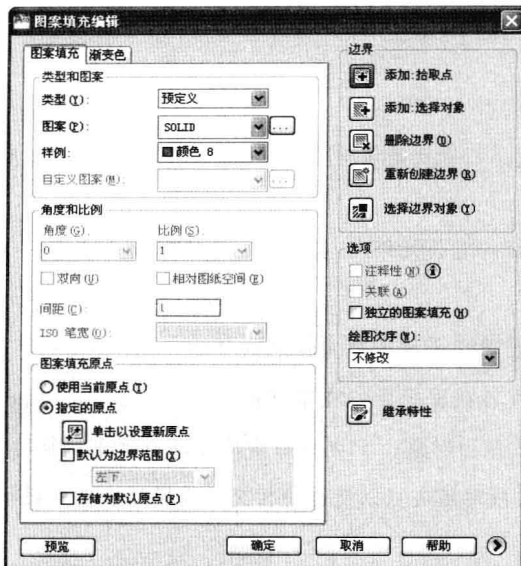 图案填充编辑
图案填充 渐变色
类型和图案
类型(Y): 预定义
图案(P): SOLID ...
样例: 颜色 8
自定义图案(M): ...
角度和比例
角度(G): 比例(S):
0 1
双向(U) 相对图纸空间(E)
间距(C): 1
ISO 笔宽(O):
图案填充原点
使用当前原点(T)
指定的原点
单击以设置新原点
默认为边界范围(X)
左下
存储为默认原点(F)
边界
添加:拾取点
添加:选择对象
删除边界(D)
重新创建边界(R)
选择边界对象(Y)
选项
注释性(N)
关联(A)
独立的图案填充(H)
绘图次序(W):
不修改
继承特性
预览 确定 取消 帮助